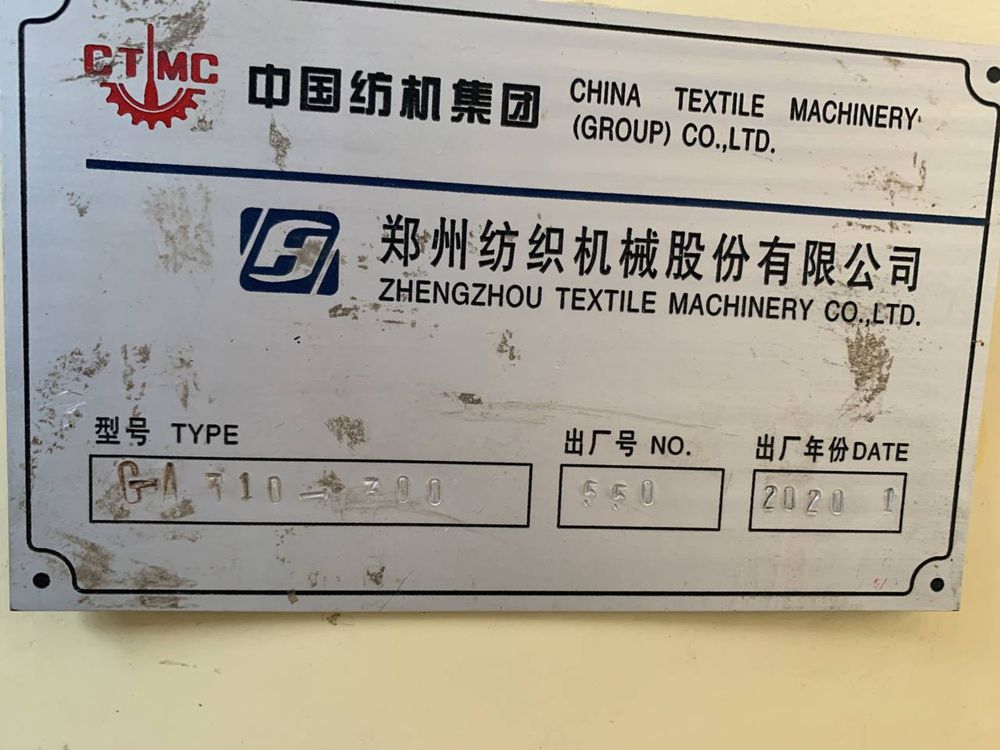 CTMC
中国纺机集团 CHINA TEXTILE MACHINERY
(GROUP) CO.,LTD.
郑州纺织机械股份有限公司
ZHENGZHOU TEXTILE MACHINERY CO.,LTD.
型号 TYPE 出厂号 NO. 出厂年份DATE
GA310-300 550 2020 1